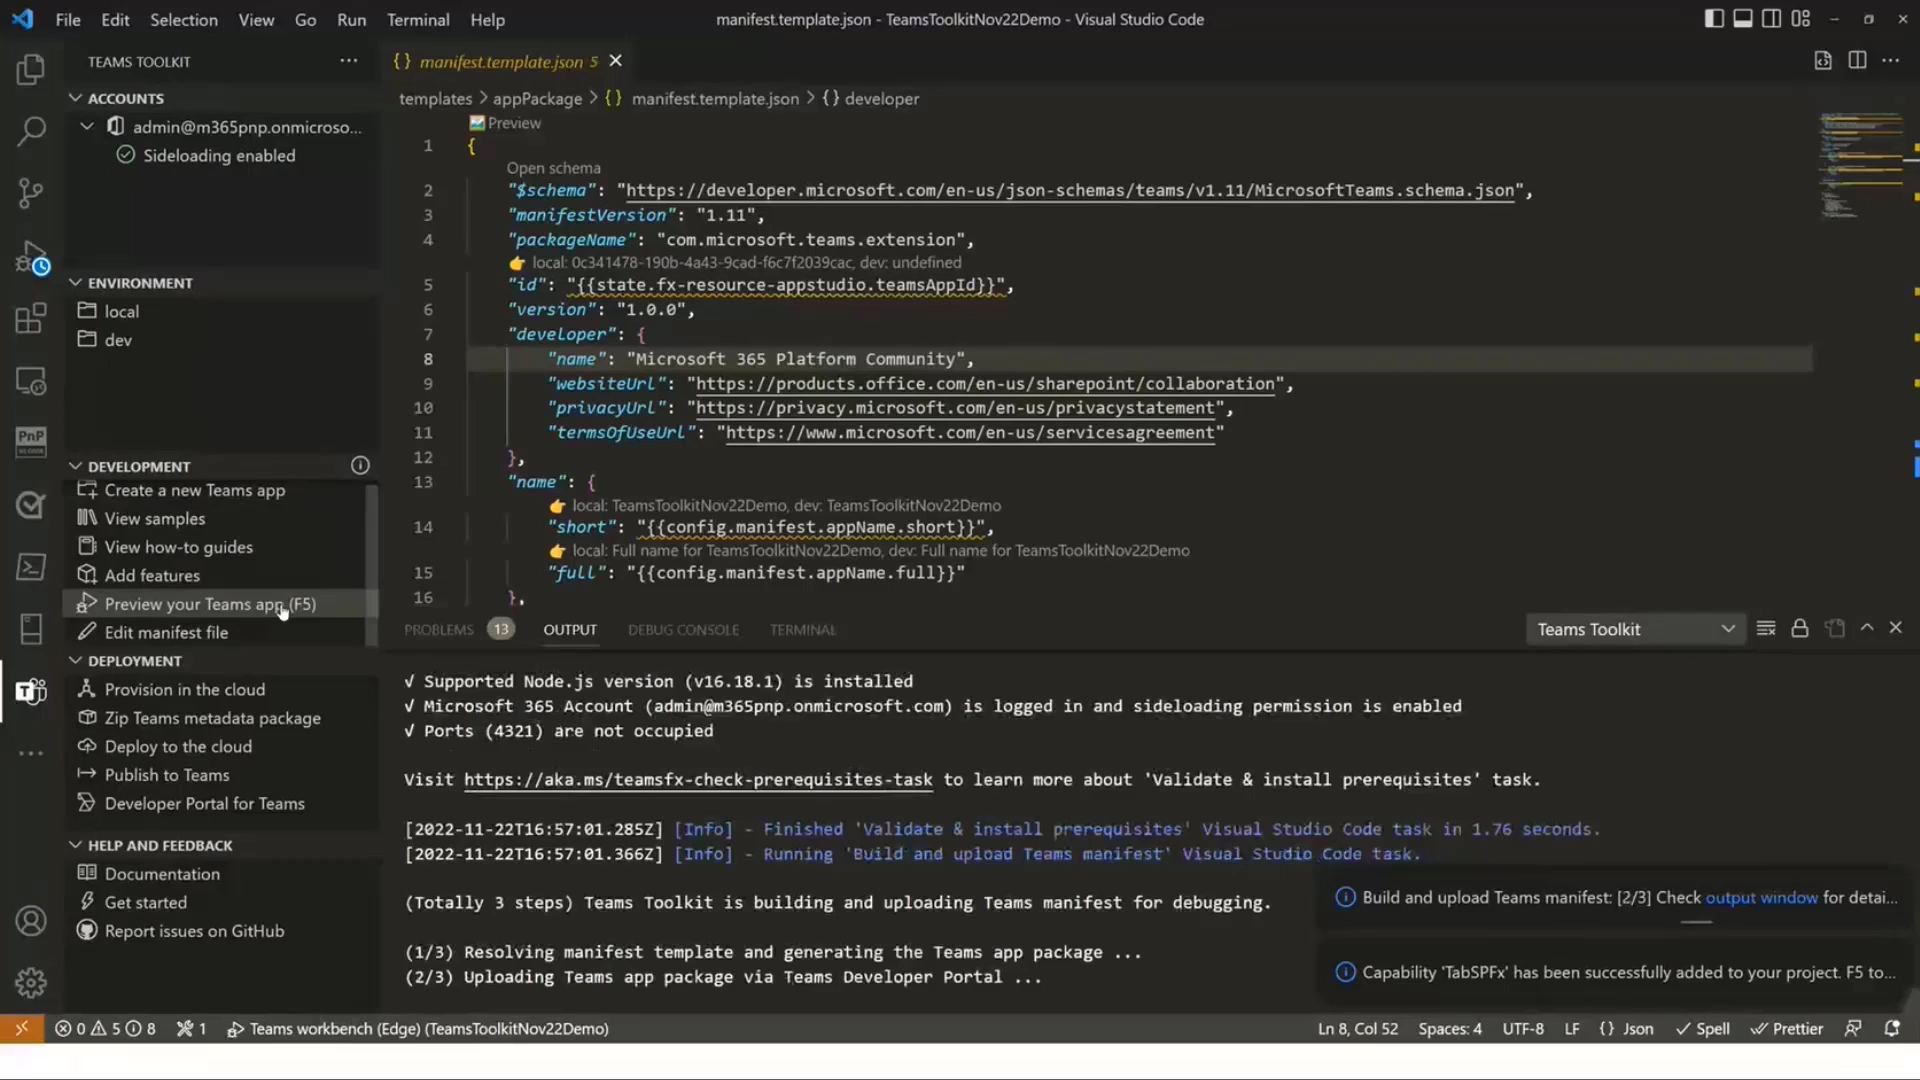 File Edit Selection View Go Run Terminal Help
manifest.template.json - TeamsToolkitNov22Demo - Visual Studio Code
TEAMS TOOLKIT
ACCOUNTS
admin@m365pnp.onmicroso...
Sideloading enabled
ENVIRONMENT
local
dev
PnP
DEVELOPMENT
Create a new Teams app
View samples
View how-to guides
Add features
Preview your Teams app (F5)
Edit manifest file
DEPLOYMENT
Provision in the cloud
Zip Teams metadata package
Deploy to the cloud
Publish to Teams
Developer Portal for Teams
HELP AND FEEDBACK
Documentation
Get started
Report issues on GitHub
{} manifest.template.json 5
templates > appPackage > {} manifest.template.json > {} developer
Preview
1 {
Open schema
2 "$schema": "https://developer.microsoft.com/en-us/json-schemas/teams/v1.11/MicrosoftTeams.schema.json",
3 "manifestVersion": "1.11",
4 "packageName": "com.microsoft.teams.extension",
👉 local: 0c341478-190b-4a43-9cad-f6c7f2039cac, dev: undefined
5 "id": "{{state.fx-resource-appstudio.teamsAppId}}",
6 "version": "1.0.0",
7 "developer": {
8 "name": "Microsoft 365 Platform Community",
9 "websiteUrl": "https://products.office.com/en-us/sharepoint/collaboration",
10 "privacyUrl": "https://privacy.microsoft.com/en-us/privacystatement",
11 "termsOfUseUrl": "https://www.microsoft.com/en-us/servicesagreement"
12 },
13 "name": {
👉 local: TeamsToolkitNov22Demo, dev: TeamsToolkitNov22Demo
14 "short": "{{config.manifest.appName.short}}",
👉 local: Full name for TeamsToolkitNov22Demo, dev: Full name for TeamsToolkitNov22Demo
15 "full": "{{config.manifest.appName.full}}"
16 },
PROBLEMS 13 OUTPUT DEBUG CONSOLE TERMINAL
Teams Toolkit
√ Supported Node.js version (v16.18.1) is installed
√ Microsoft 365 Account (admin@m365pnp.onmicrosoft.com) is logged in and sideloading permission is enabled
√ Ports (4321) are not occupied
Visit https://aka.ms/teamsfx-check-prerequisites-task to learn more about 'Validate & install prerequisites' task.
[2022-11-22T16:57:01.285Z] [Info] - Finished 'Validate & install prerequisites' Visual Studio Code task in 1.76 seconds.
[2022-11-22T16:57:01.366Z] [Info] - Running 'Build and upload Teams manifest' Visual Studio Code task.
(Totally 3 steps) Teams Toolkit is building and uploading Teams manifest for debugging.
(1/3) Resolving manifest template and generating the Teams app package ...
(2/3) Uploading Teams app package via Teams Developer Portal ...
Build and upload Teams manifest: [2/3] Check output window for detai...
Capability 'TabSPFx' has been successfully added to your project. F5 to...
0 5 8 1 Teams workbench (Edge) (TeamsToolkitNov22Demo)
Ln 8, Col 52 Spaces: 4 UTF-8 LF {} Json Spell Prettier